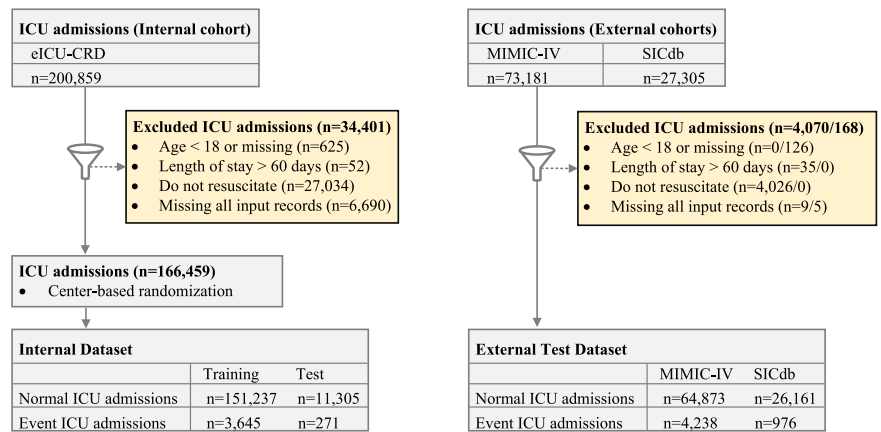 ICU admissions (Internal cohort)
eICU-CRD
n=200,859
Excluded ICU admissions (n=34,401)
• Age < 18 or missing (n=625)
• Length of stay > 60 days (n=52)
• Do not resuscitate (n=27,034)
• Missing all input records (n=6,690)
ICU admissions (n=166,459)
• Center-based randomization
Internal Dataset
Training Test
Normal ICU admissions n=151,237 n=11,305
Event ICU admissions n=3,645 n=271
ICU admissions (External cohorts)
MIMIC-IV SICdb
n=73,181 n=27,305
Excluded ICU admissions (n=4,070/168)
• Age < 18 or missing (n=0/126)
• Length of stay > 60 days (n=35/0)
• Do not resuscitate (n=4,026/0)
• Missing all input records (n=9/5)
External Test Dataset
MIMIC-IV SICdb
Normal ICU admissions n=64,873 n=26,161
Event ICU admissions n=4,238 n=976